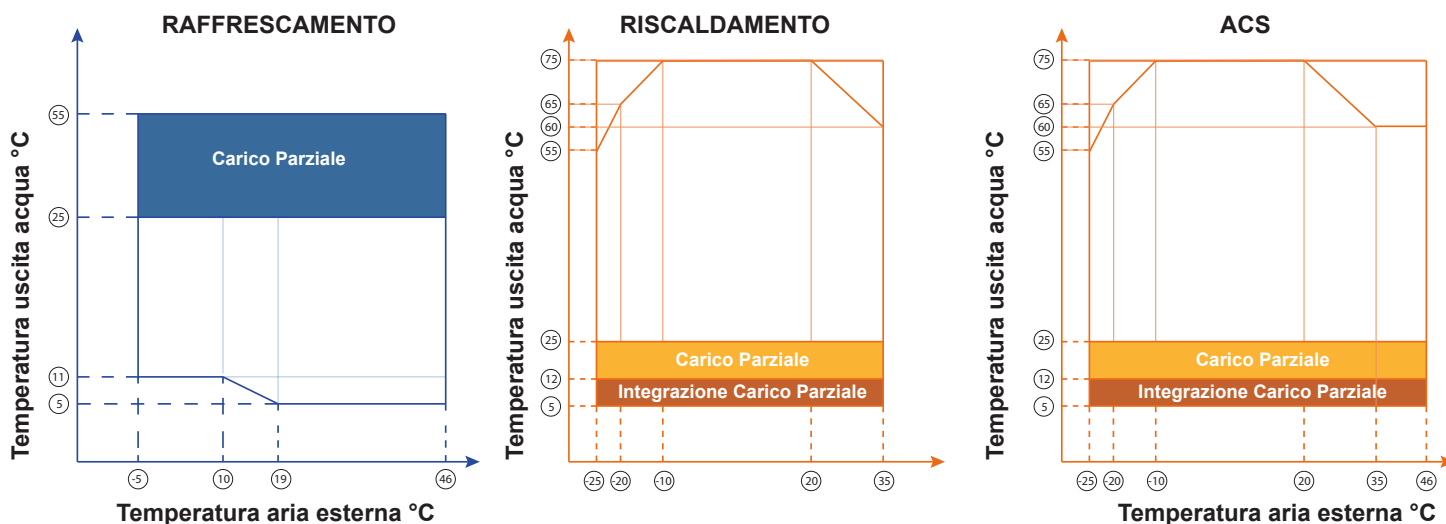 RAFFRESCAMENTO
Temperatura uscita acqua °C
55
25
11
5
Carico Parziale
-5
10
19
46
Temperatura aria esterna °C
RISCALDAMENTO
Temperatura uscita acqua °C
75
65
60
55
25
12
5
Carico Parziale
Integrazione Carico Parziale
-25
-20
-10
20
35
ACS
Temperatura uscita acqua °C
75
65
60
55
25
12
5
Carico Parziale
Integrazione Carico Parziale
-25
-20
-10
20
35
46
Temperatura aria esterna °C